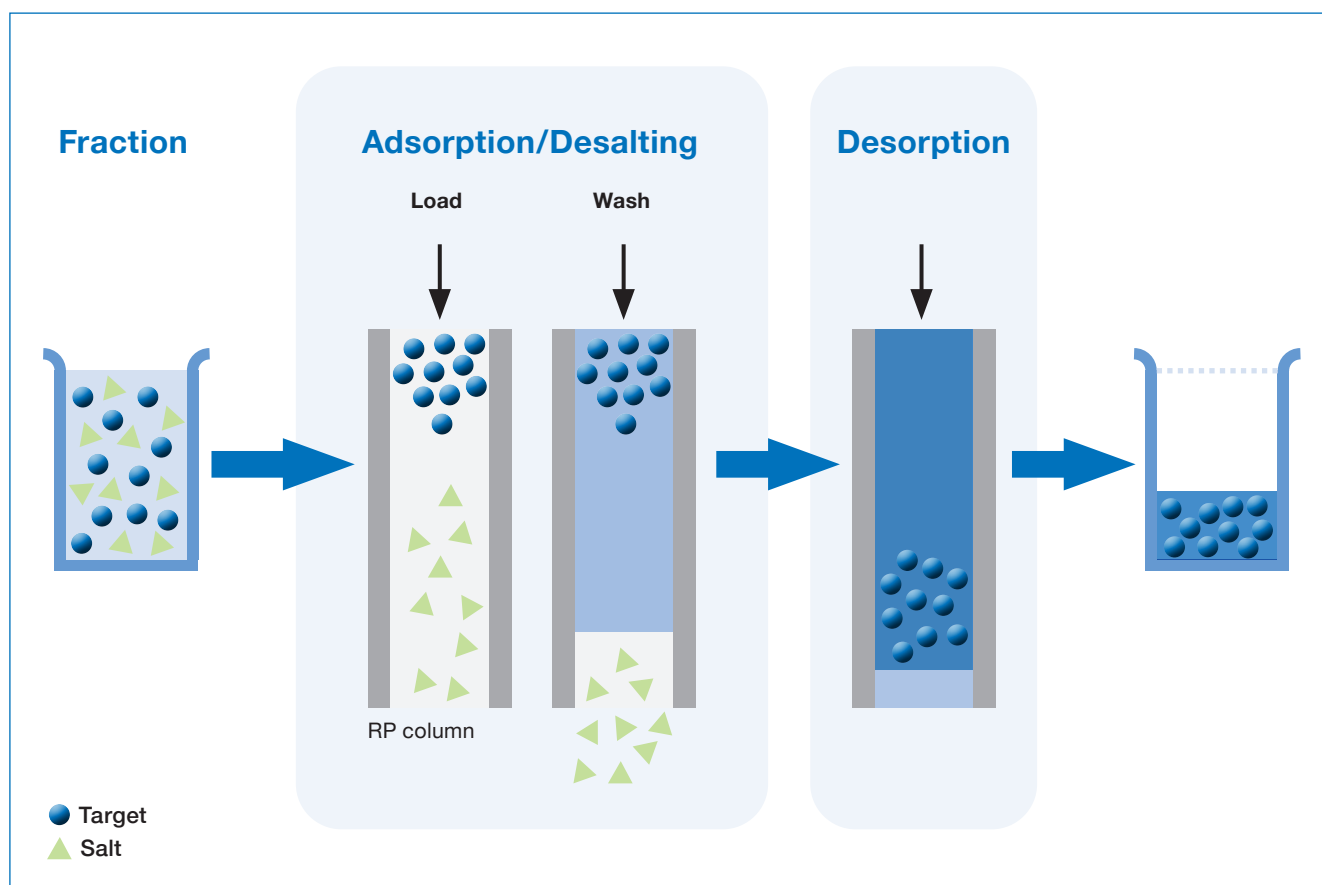 Fraction
Adsorption/Desalting
Desorption
Load
Wash
RP column
Target
Salt